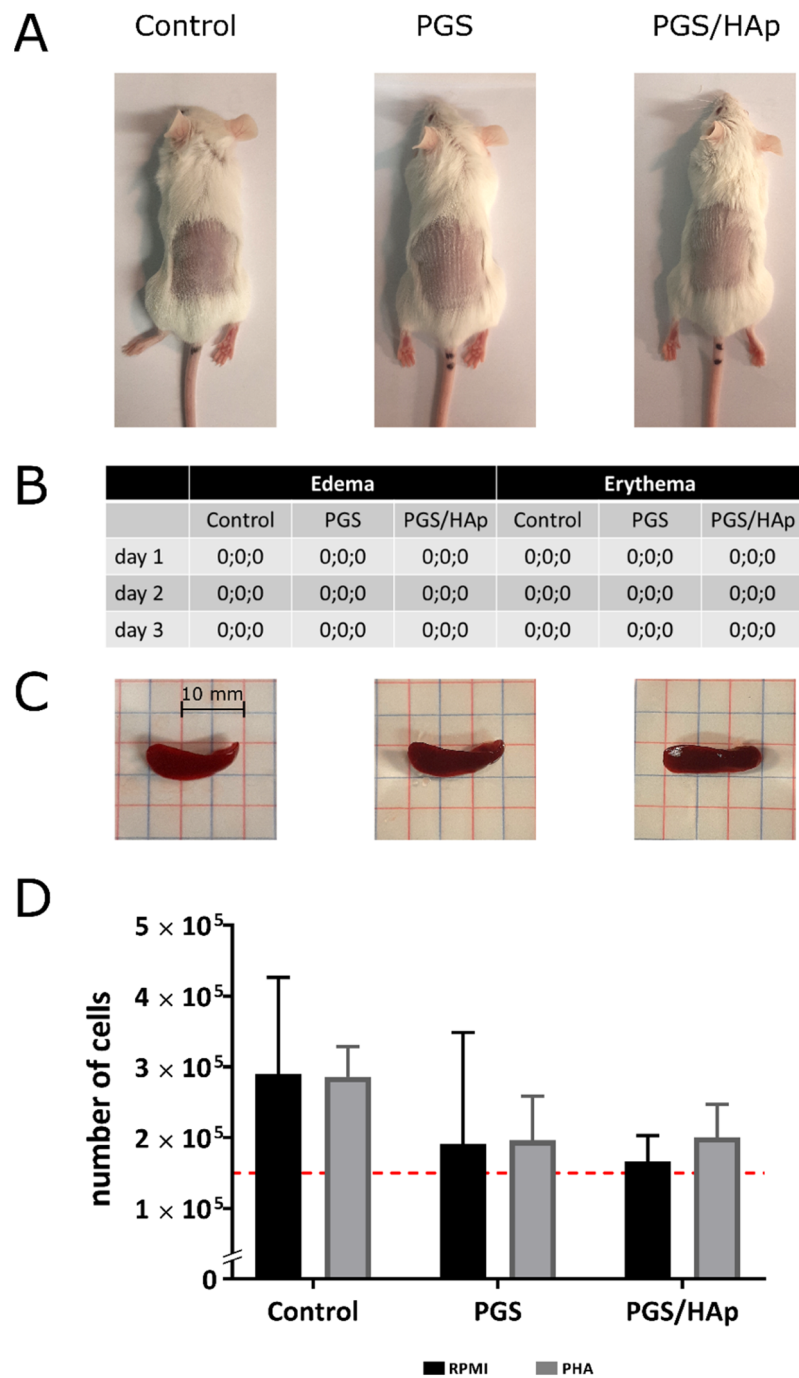 A
Control PGS PGS/HAp
B
Edema Erythema
Control PGS PGS/HAp Control PGS PGS/HAp
day 1 0;0;0 0;0;0 0;0;0 0;0;0 0;0;0 0;0;0
day 2 0;0;0 0;0;0 0;0;0 0;0;0 0;0;0 0;0;0
day 3 0;0;0 0;0;0 0;0;0 0;0;0 0;0;0 0;0;0
C
10 mm
D
number of cells
5 × 10⁵
4 × 10⁵
3 × 10⁵
2 × 10⁵
1 × 10⁵
0
Control PGS PGS/HAp
RPMI PHA